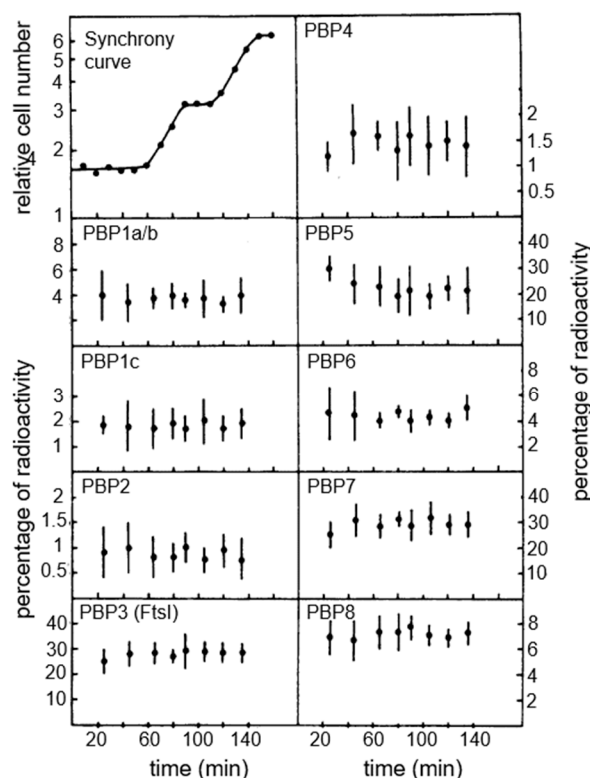 relative cell number
6
5
4
3
2
1
Synchrony
curve
PBP4
2
1.5
1
0.5
PBP1a/b
8
6
4
PBP5
40
30
20
10
percentage of radioactivity
PBP1c
3
2
1
PBP6
8
6
4
2
percentage of radioactivity
PBP2
2
1.5
1
0.5
PBP7
40
30
20
10
PBP3 (FtsI)
40
30
20
10
PBP8
8
6
4
2
20 60 100 140
time (min)
20 60 100 140
time (min)